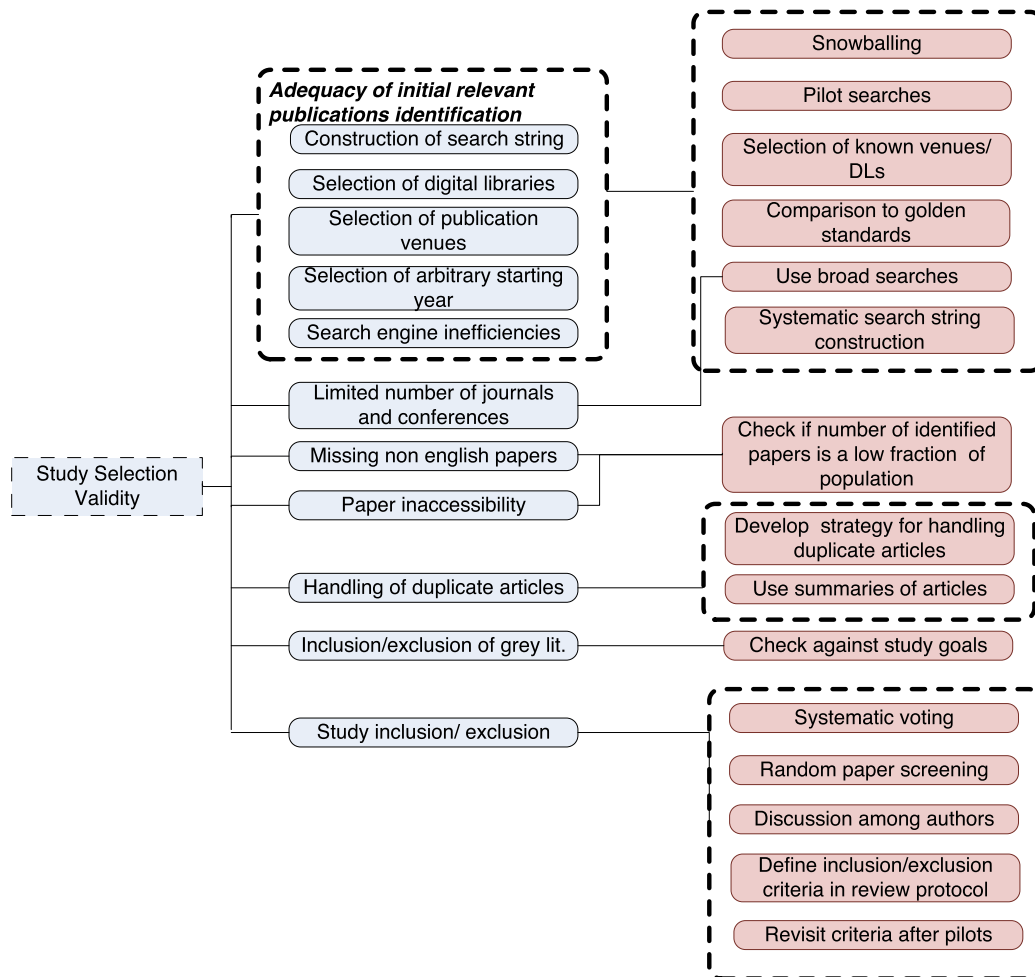 Study Selection
Validity
Adequacy of initial relevant
publications identification
Construction of search string
Selection of digital libraries
Selection of publication
venues
Selection of arbitrary starting
year
Search engine inefficiencies
Limited number of journals
and conferences
Missing non english papers
Paper inaccessibility
Handling of duplicate articles
Inclusion/exclusion of grey lit.
Study inclusion/ exclusion
Snowballing
Pilot searches
Selection of known venues/
DLs
Comparison to golden
standards
Use broad searches
Systematic search string
construction
Check if number of identified
papers is a low fraction of
population
Develop strategy for handling
duplicate articles
Use summaries of articles
Check against study goals
Systematic voting
Random paper screening
Discussion among authors
Define inclusion/exclusion
criteria in review protocol
Revisit criteria after pilots